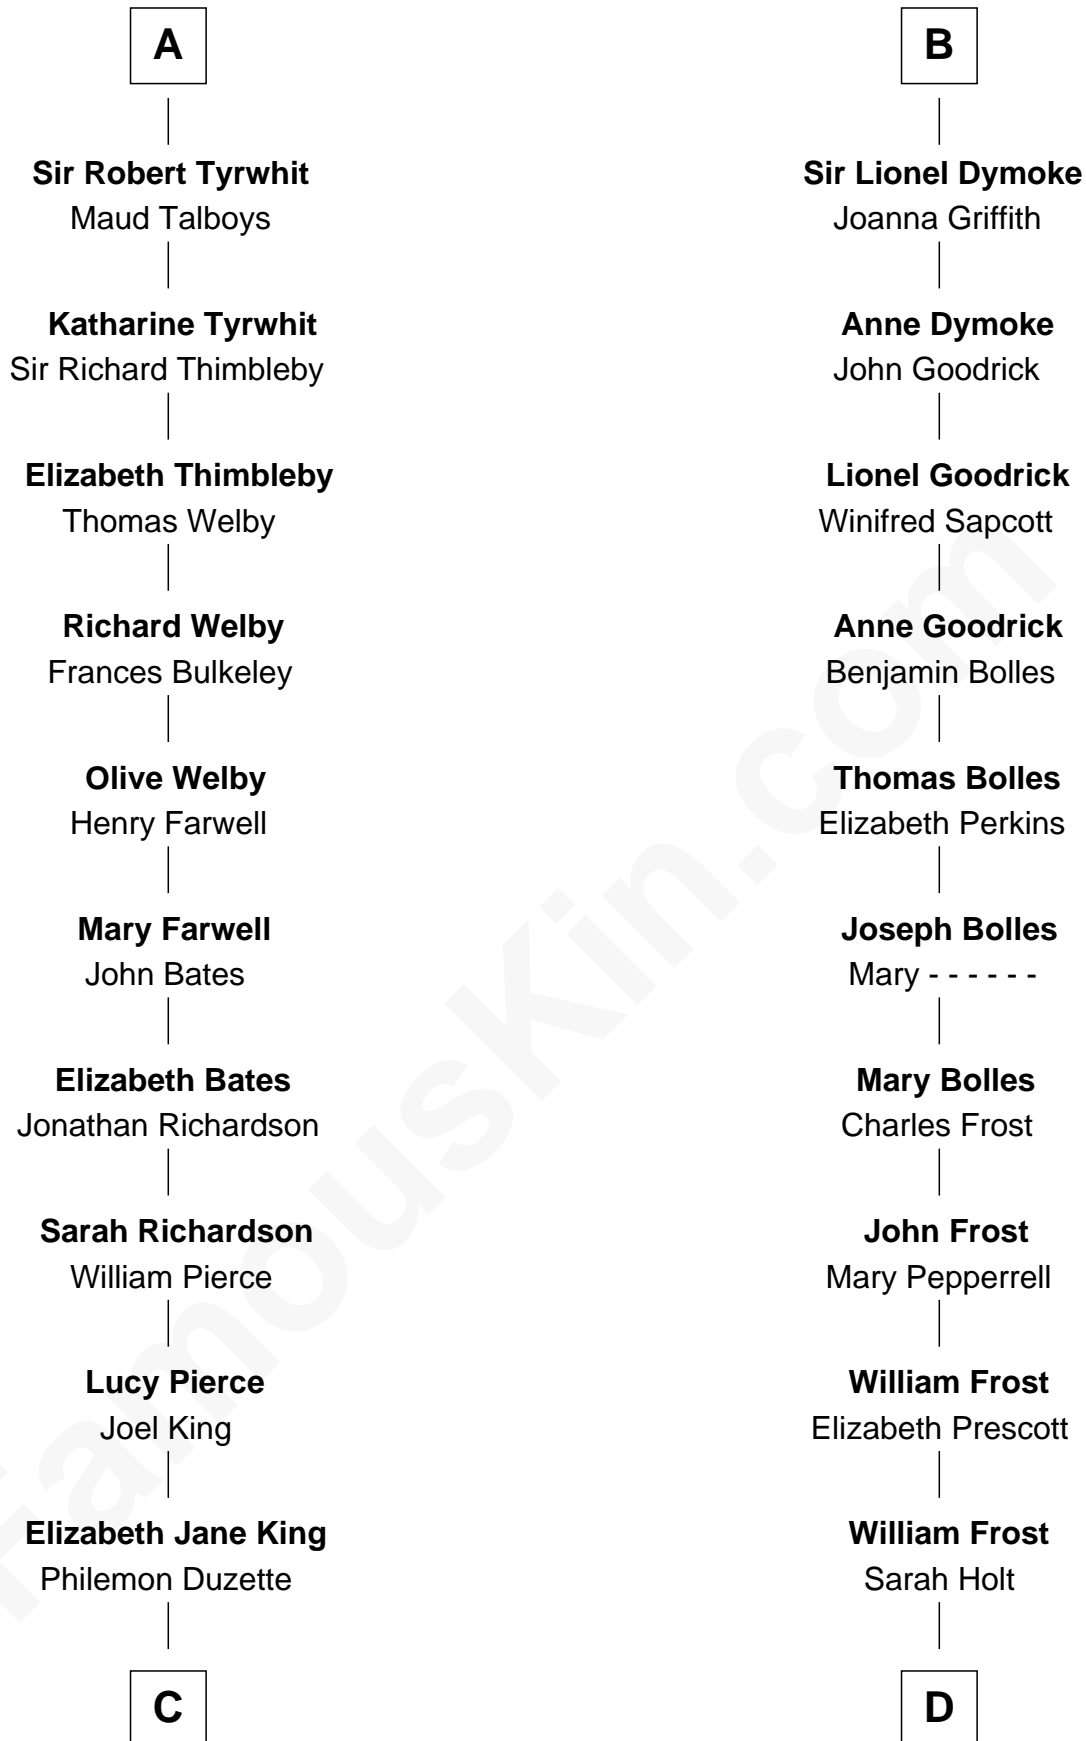 A
Sir Robert Tyrwhit
Maud Talboys
Katharine Tyrwhit
Sir Richard Thimbleby
Elizabeth Thimbleby
Thomas Welby
Richard Welby
Frances Bulkeley
Olive Welby
Henry Farwell
Mary Farwell
John Bates
Elizabeth Bates
Jonathan Richardson
Sarah Richardson
William Pierce
Lucy Pierce
Joel King
Elizabeth Jane King
Philemon Duzette
C
B
Sir Lionel Dymoke
Joanna Griffith
Anne Dymoke
John Goodrick
Lionel Goodrick
Winifred Sapcott
Anne Goodrick
Benjamin Bolles
Thomas Bolles
Elizabeth Perkins
Joseph Bolles
Mary - - - - - -
Mary Bolles
Charles Frost
John Frost
Mary Pepperrell
William Frost
Elizabeth Prescott
William Frost
Sarah Holt
D
FamousKin.com